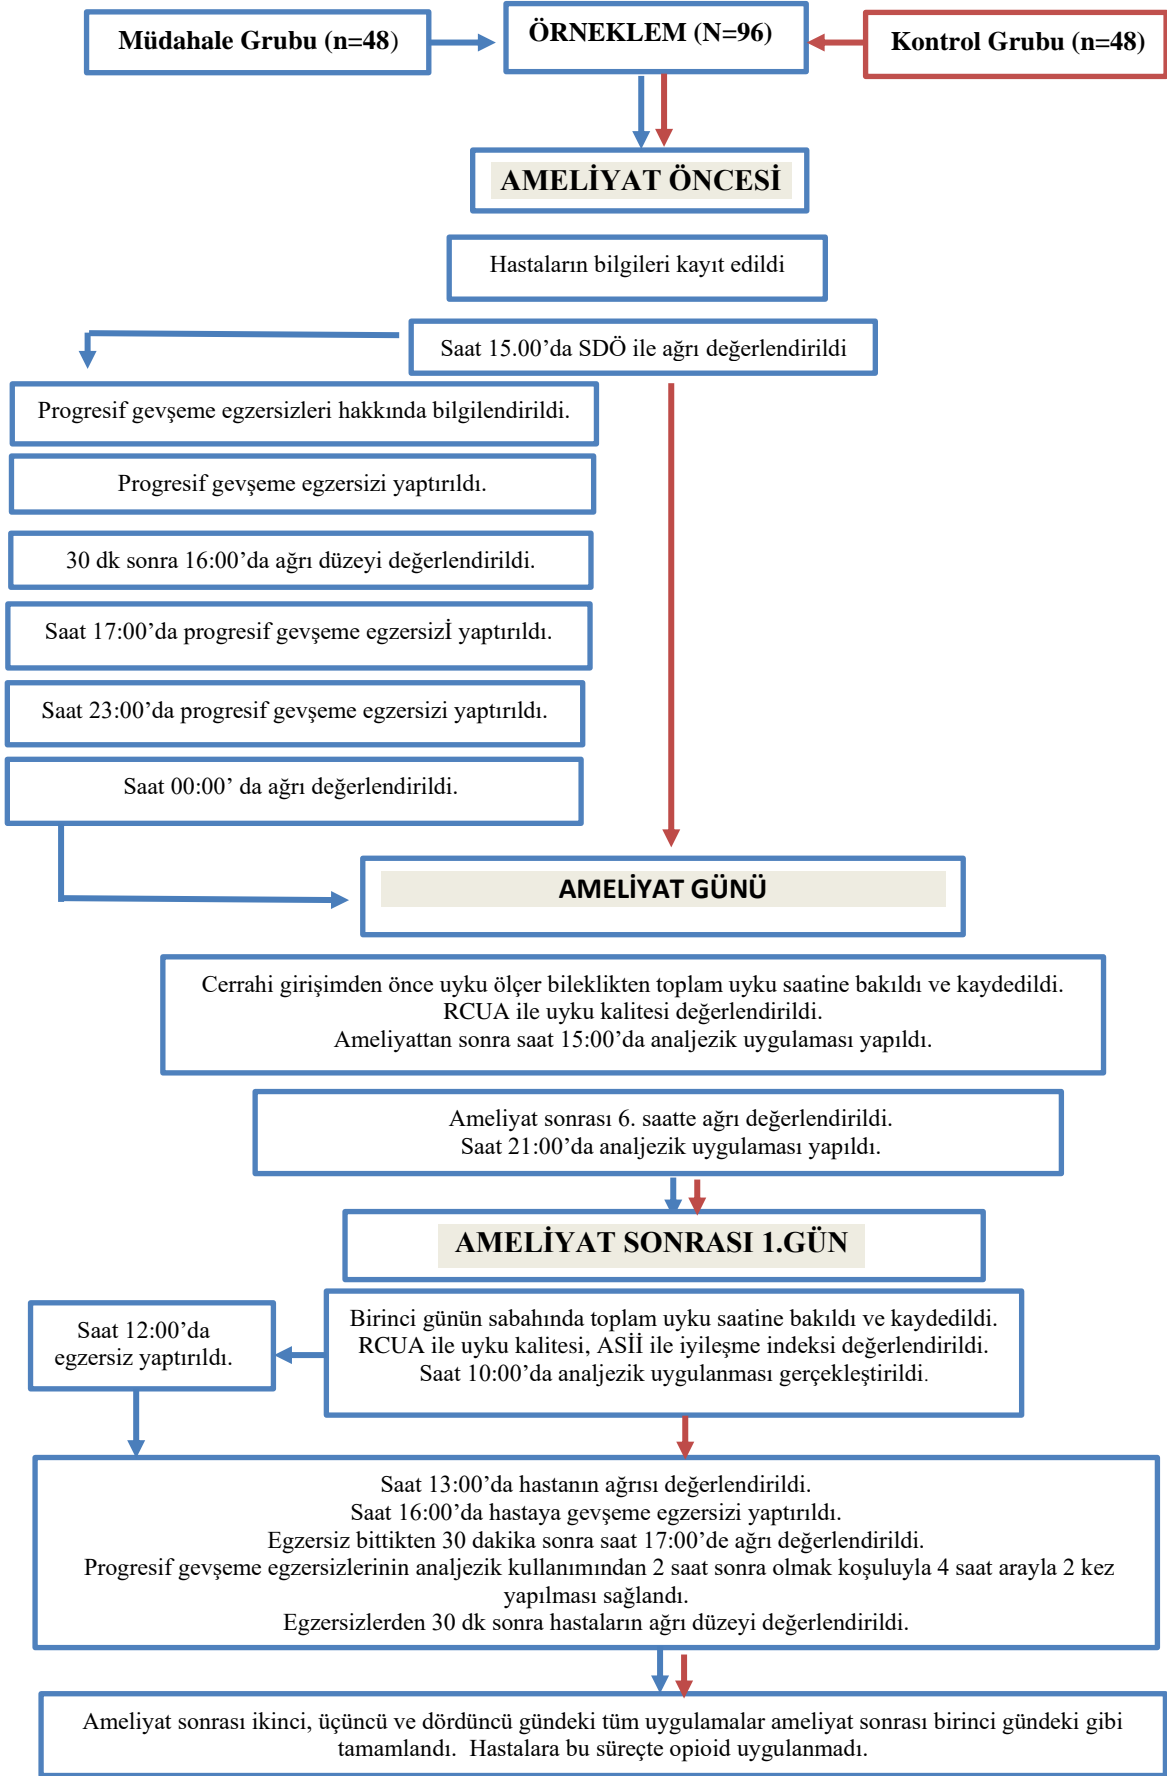 Müdahale Grubu (n=48)
ÖRNEKLEM (N=96)
Kontrol Grubu (n=48)
AMELİYAT ÖNCESİ
Hastaların bilgileri kayıt edildi
Saat 15.00’da SDÖ ile ağrı değerlendirildi
Progresif gevşeme egzersizleri hakkında bilgilendirildi.
Progresif gevşeme egzersizi yaptırıldı.
30 dk sonra 16:00’da ağrı düzeyi değerlendirildi.
Saat 17:00’da progresif gevşeme egzersizİ yaptırıldı.
Saat 23:00’da progresif gevşeme egzersizi yaptırıldı.
Saat 00:00’ da ağrı değerlendirildi.
AMELİYAT GÜNÜ
Cerrahi girişimden önce uyku ölçer bileklikten toplam uyku saatine bakıldı ve kaydedildi.
RCUA ile uyku kalitesi değerlendirildi.
Ameliyattan sonra saat 15:00’da analjezik uygulaması yapıldı.
Ameliyat sonrası 6. saatte ağrı değerlendirildi.
Saat 21:00’da analjezik uygulaması yapıldı.
AMELİYAT SONRASI 1.GÜN
Saat 12:00’da
egzersiz yaptırıldı.
Birinci günün sabahında toplam uyku saatine bakıldı ve kaydedildi.
RCUA ile uyku kalitesi, ASİİ ile iyileşme indeksi değerlendirildi.
Saat 10:00’da analjezik uygulanması gerçekleştirildi.
Saat 13:00’da hastanın ağrısı değerlendirildi.
Saat 16:00’da hastaya gevşeme egzersizi yaptırıldı.
Egzersiz bittikten 30 dakika sonra saat 17:00’de ağrı değerlendirildi.
Progresif gevşeme egzersizlerinin analjezik kullanımından 2 saat sonra olmak koşuluyla 4 saat arayla 2 kez
yapılması sağlandı.
Egzersizlerden 30 dk sonra hastaların ağrı düzeyi değerlendirildi.
Ameliyat sonrası ikinci, üçüncü ve dördüncü gündeki tüm uygulamalar ameliyat sonrası birinci gündeki gibi
tamamlandı.  Hastalara bu süreçte opioid uygulanmadı.